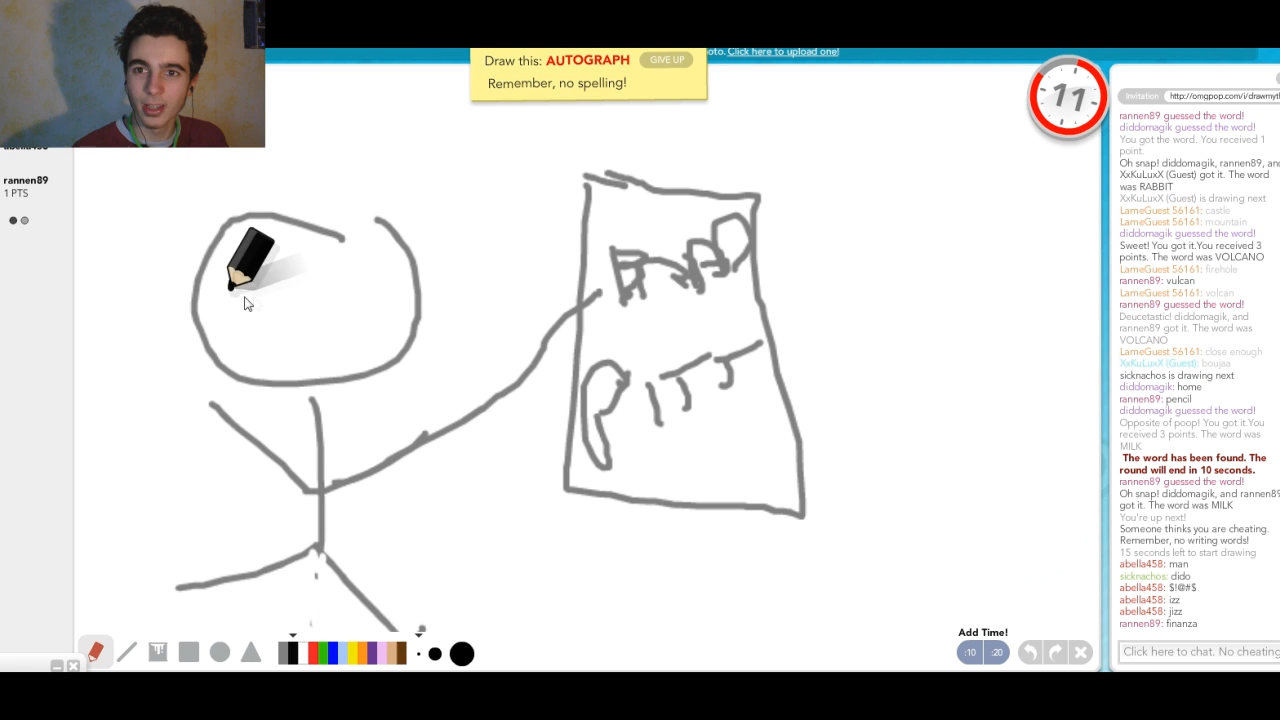 oto. Click here to upload one!
Draw this: AUTOGRAPH GIVE UP
Remember, no spelling!
11
rannen89
1 PTS
Invitation http://omgpop.com/i/drawmyt
rannen89 guessed the word!
diddomagik guessed the word!
You got the word. You received 1
point.
Oh snap! diddomagik, rannen89, and
XxKuLuxX (Guest) got it. The word
was RABBIT
XxKuLuxX (Guest) is drawing next
LameGuest 56161: castle
LameGuest 56161: mountain
diddomagik guessed the word!
Sweet! You got it.You received 3
points. The word was VOLCANO
LameGuest 56161: firehole
rannen89: vulcan
LameGuest 56161: volcan
rannen89 guessed the word!
Deucetastic! diddomagik, and
rannen89 got it. The word was
VOLCANO
LameGuest 56161: close enough
XxKuLuxX (Guest): boujaa
sicknachos is drawing next
diddomagik: home
rannen89: pencil
diddomagik guessed the word!
Opposite of poop! You got it.You
received 3 points. The word was
MILK
The word has been found. The
round will end in 10 seconds.
rannen89 guessed the word!
Oh snap! diddomagik, and rannen89
got it. The word was MILK
You're up next!
Someone thinks you are cheating.
Remember, no writing words!
15 seconds left to start drawing
abella458: man
sicknachos: dido
abella458: $!@#$
abella458: izz
abella458: jizz
rannen89: finanza
Add Time!
:10 :20
Click here to chat. No cheating